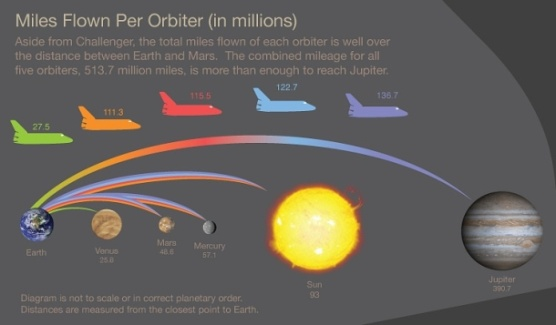 Miles Flown Per Orbiter (in millions)
Aside from Challenger, the total miles flown of each orbiter is well over
the distance between Earth and Mars. The combined mileage for all
five orbiters, 513.7 million miles, is more than enough to reach Jupiter.
27.5
111.3
115.5
122.7
136.7
Earth
Venus
25.8
Mars
48.6
Mercury
57.1
Sun
93
Jupiter
390.7
Diagram is not to scale or in correct planetary order.
Distances are measured from the closest point to Earth.